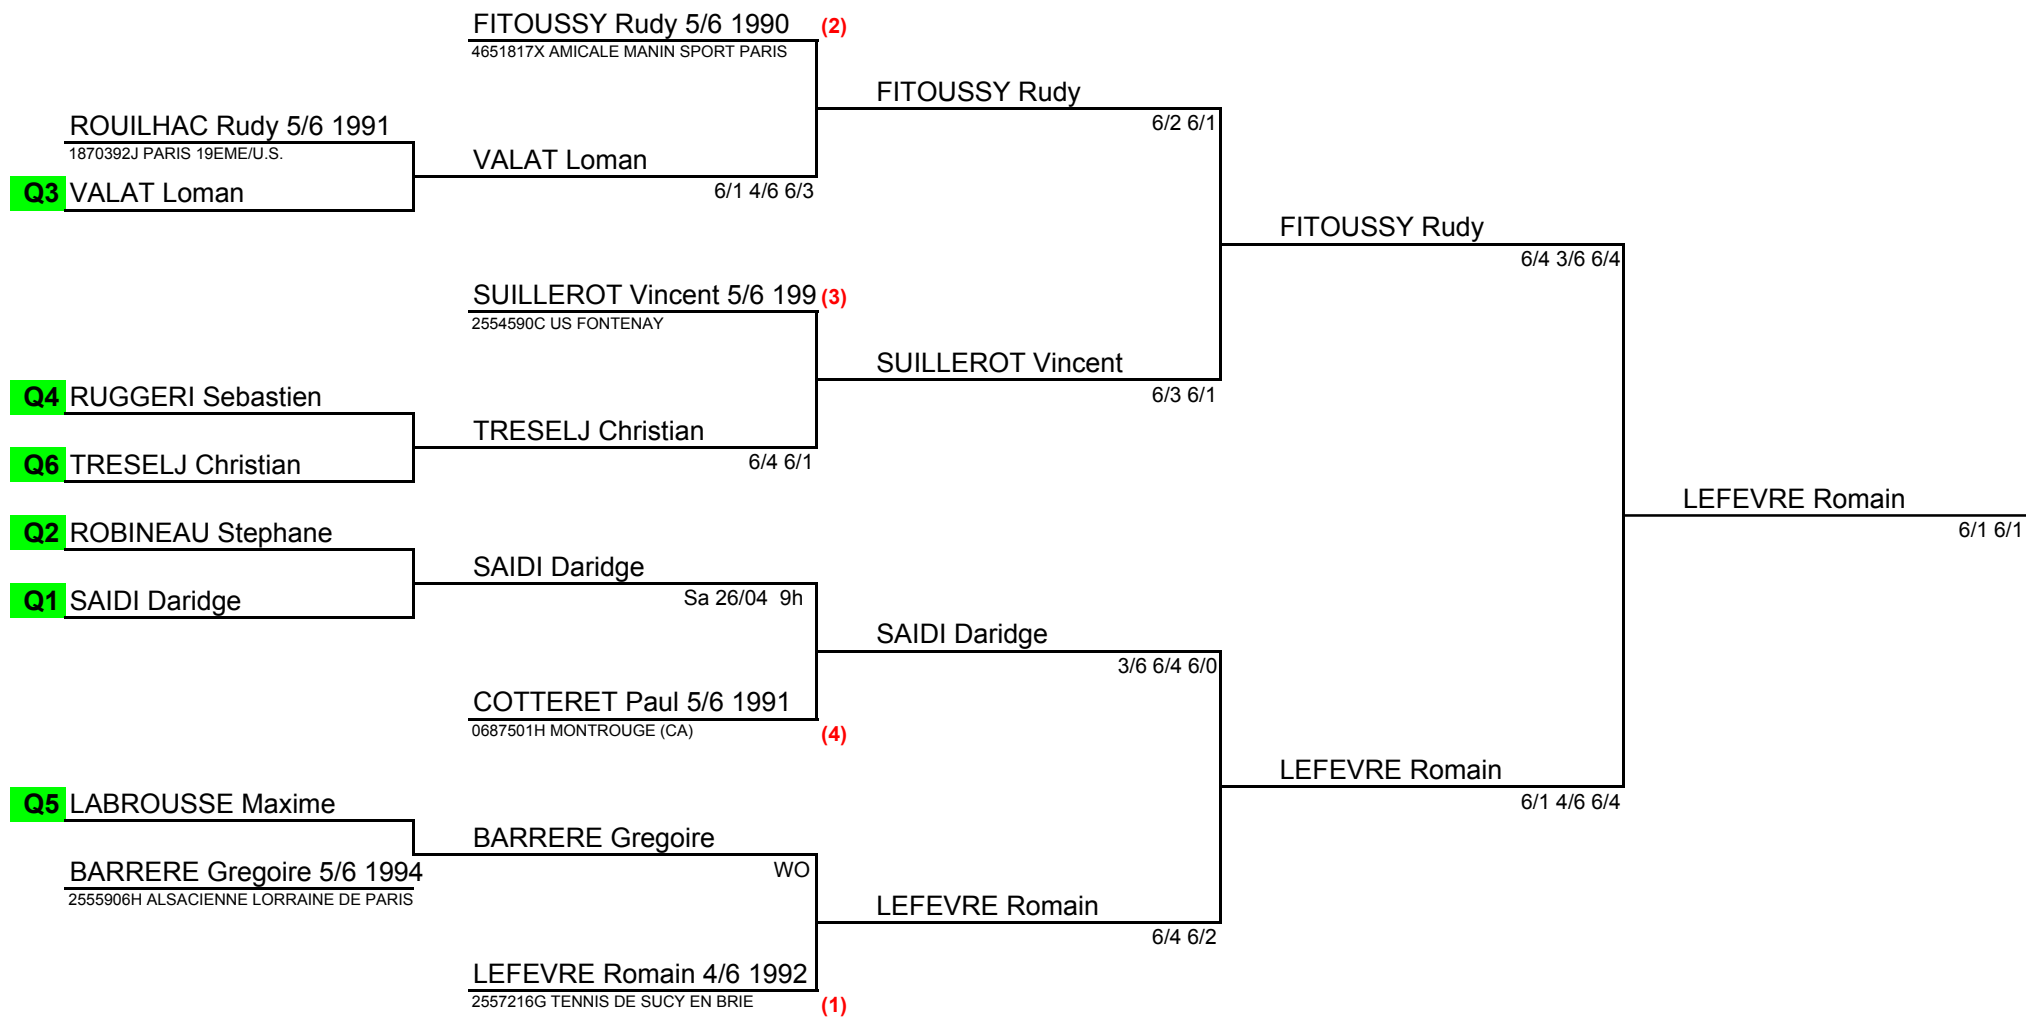 FITOUSSY Rudy 5/6 1990 (2)
4651817X AMICALE MANIN SPORT PARIS
FITOUSSY Rudy
6/2 6/1
ROUILHAC Rudy 5/6 1991
1870392J PARIS 19EME/U.S.
VALAT Loman
6/1 4/6 6/3
Q3 VALAT Loman
FITOUSSY Rudy
6/4 3/6 6/4
SUILLEROT Vincent 5/6 199 (3)
2554590C US FONTENAY
SUILLEROT Vincent
6/3 6/1
Q4 RUGGERI Sebastien
TRESELJ Christian
6/4 6/1
Q6 TRESELJ Christian
LEFEVRE Romain
6/1 6/1
Q2 ROBINEAU Stephane
SAIDI Daridge
Sa 26/04 9h
Q1 SAIDI Daridge
SAIDI Daridge
3/6 6/4 6/0
COTTERET Paul 5/6 1991
0687501H MONTROUGE (CA) (4)
LEFEVRE Romain
6/1 4/6 6/4
Q5 LABROUSSE Maxime
BARRERE Gregoire
WO
BARRERE Gregoire 5/6 1994
2555906H ALSACIENNE LORRAINE DE PARIS
LEFEVRE Romain
6/4 6/2
LEFEVRE Romain 4/6 1992
2557216G TENNIS DE SUCY EN BRIE (1)